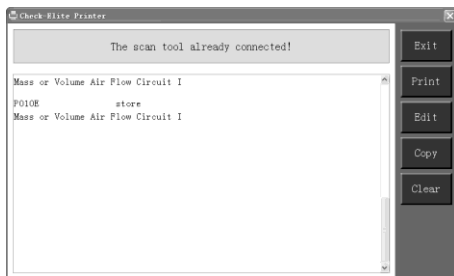 Check-Elite Printer
The scan tool already connected!
Exit
Mass or Volume Air Flow Circuit I
Print
P010E store
Mass or Volume Air Flow Circuit I
Edit
Copy
Clear